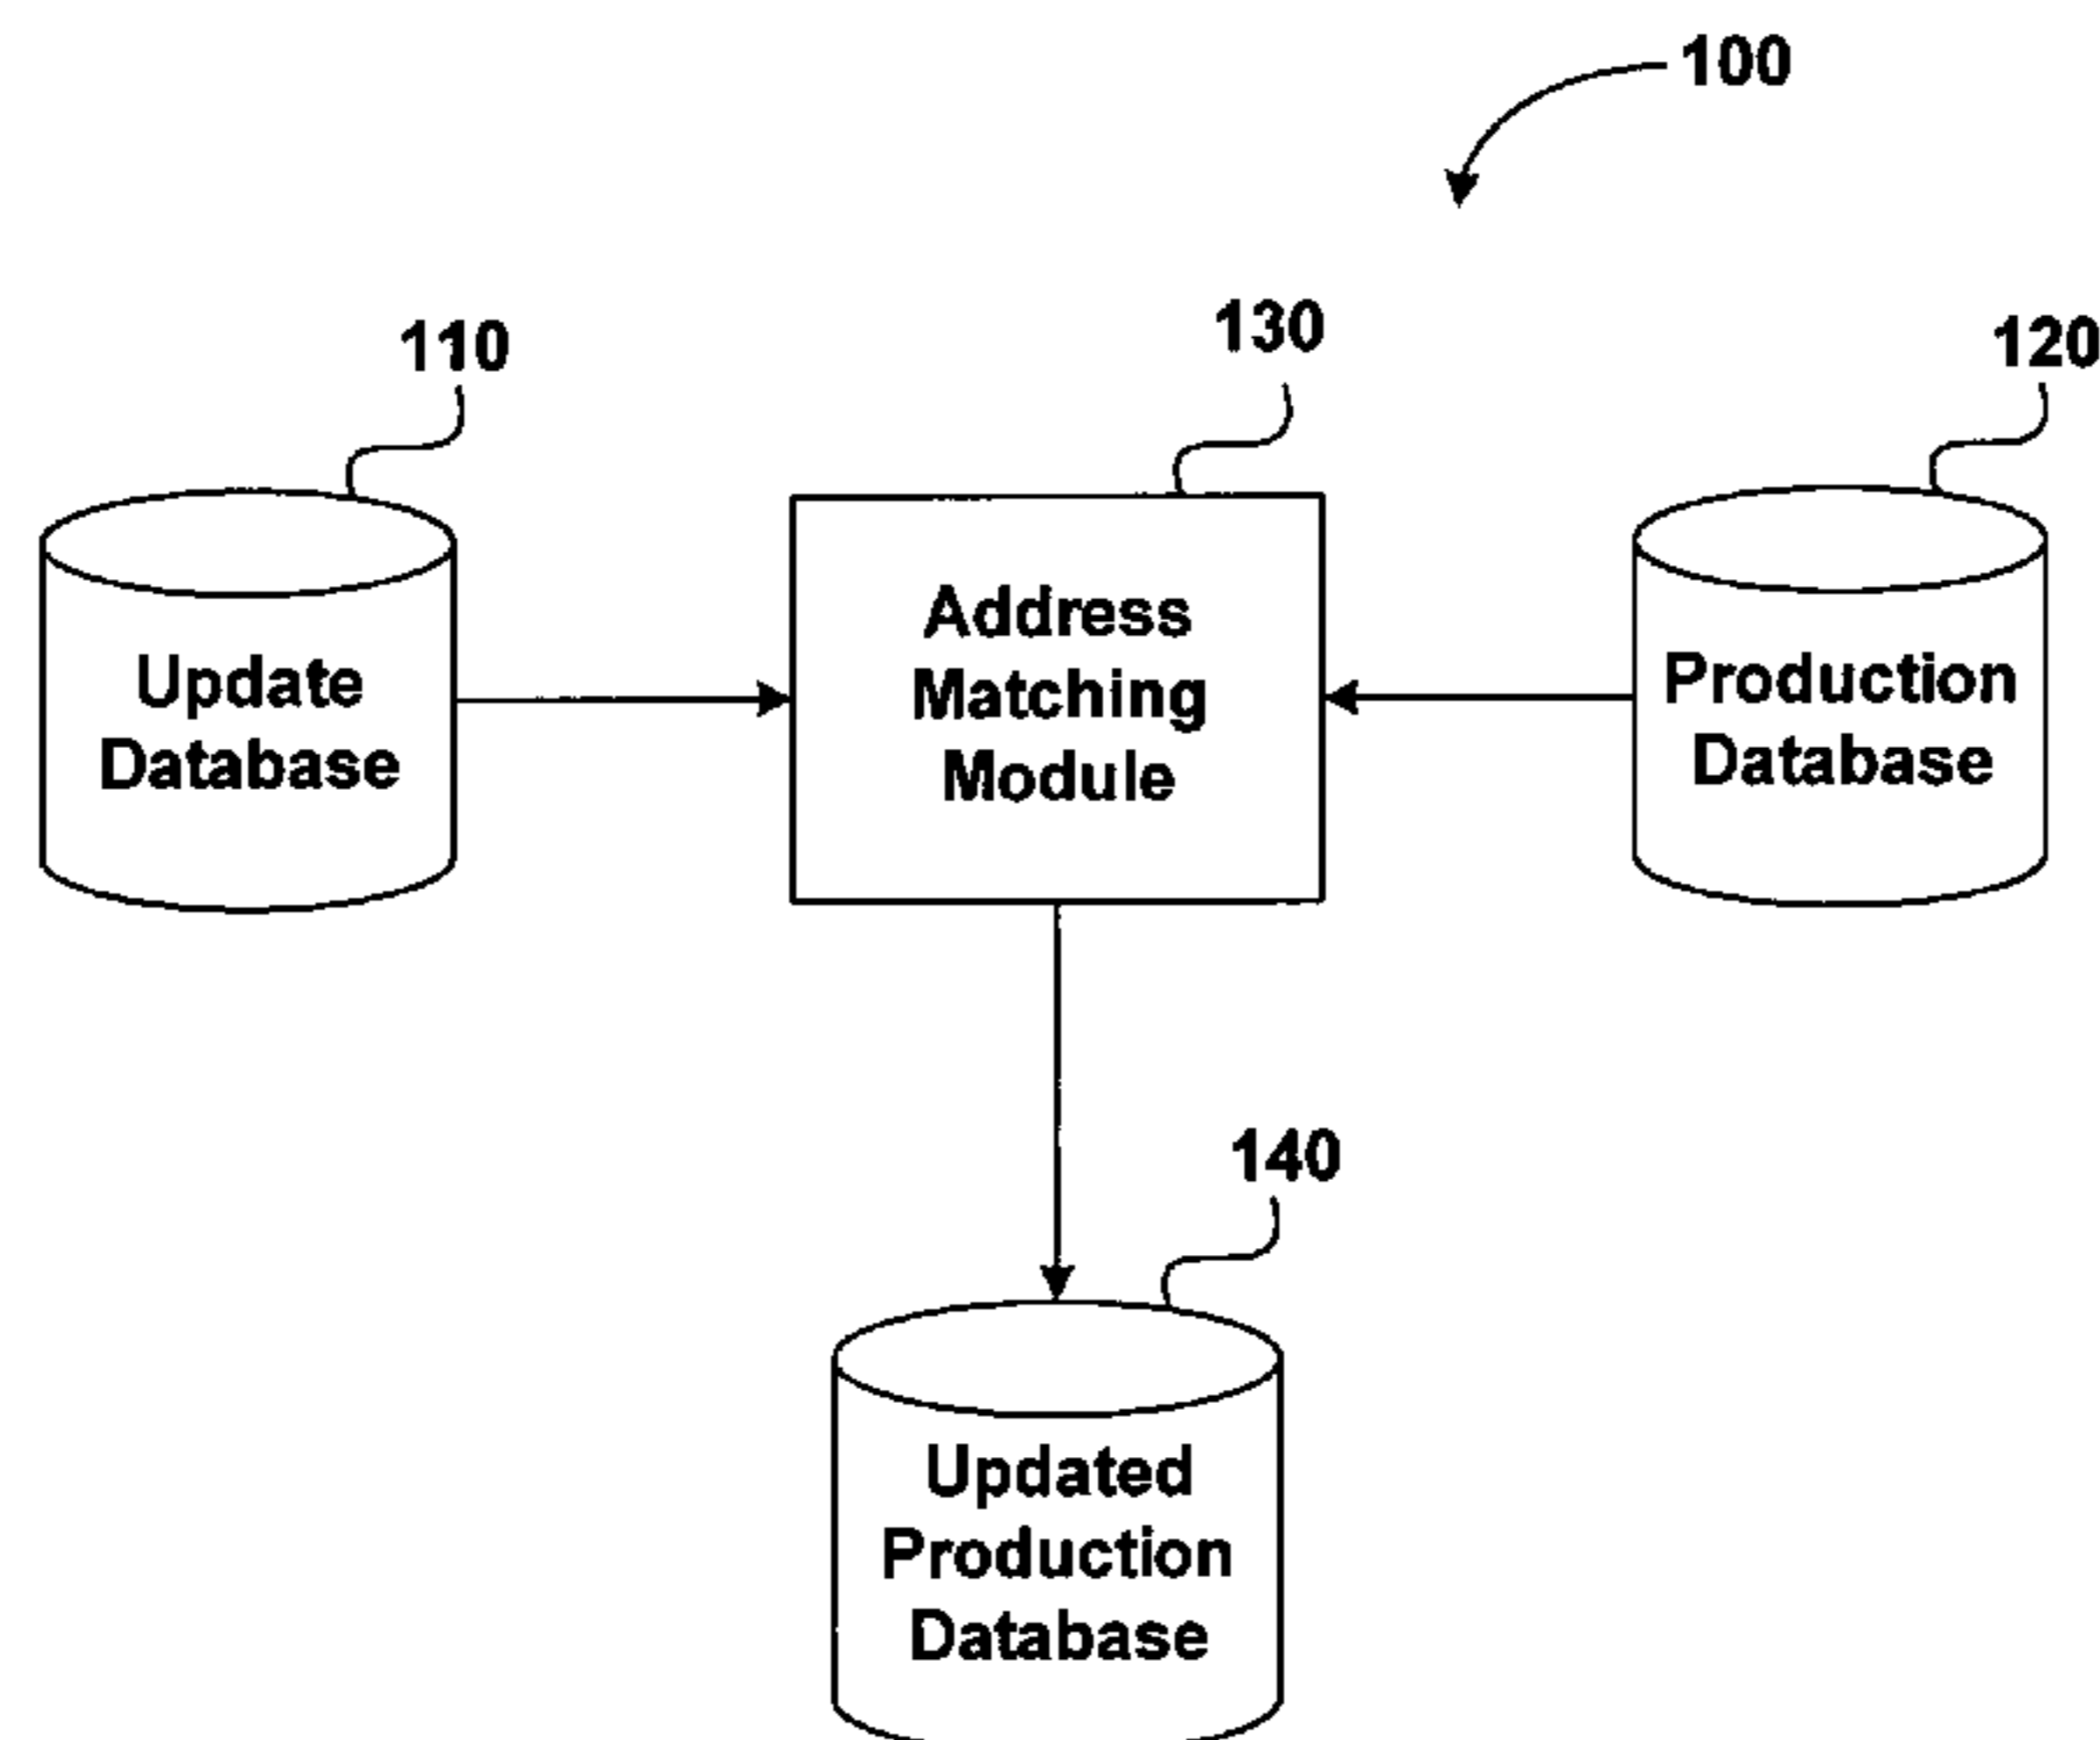 100
110
130
120
Update
Database
Address
Matching
Module
Production
Database
140
Updated
Production
Database